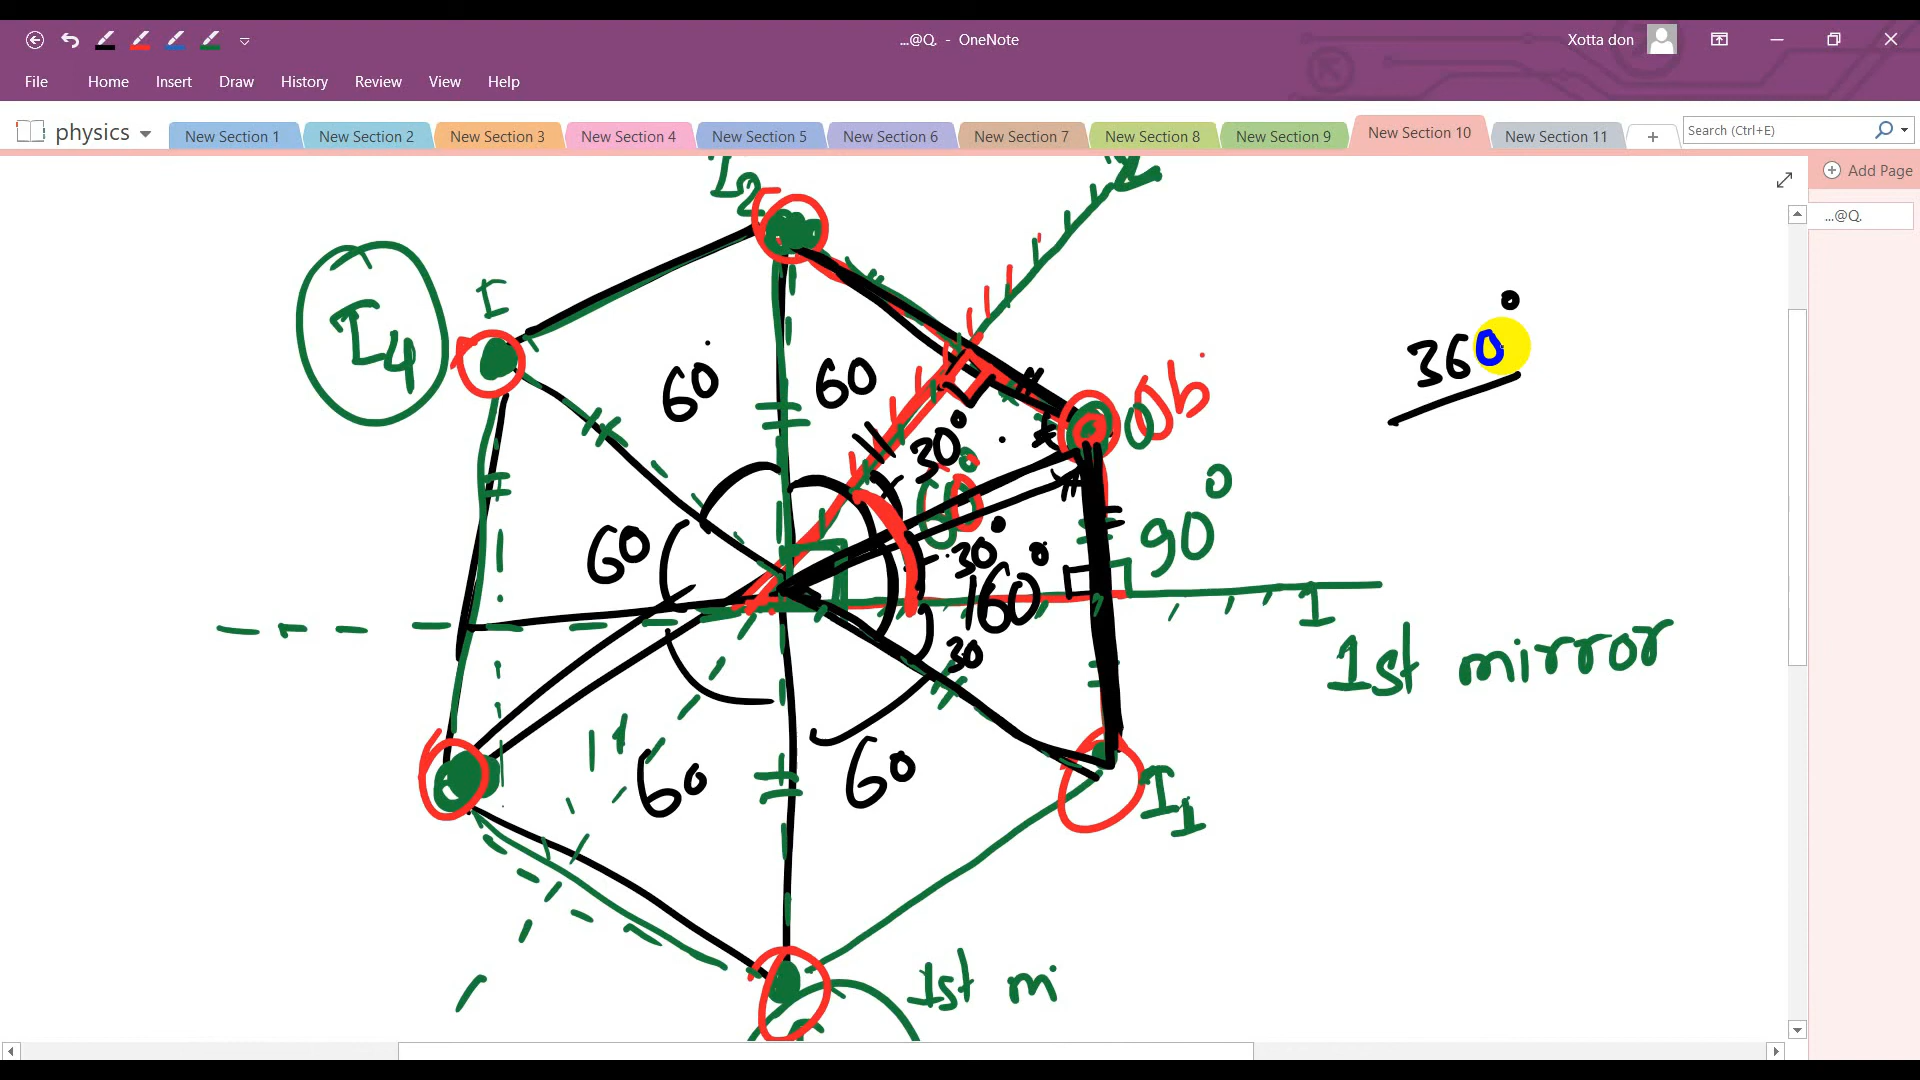 ...@Q. - OneNote
Xotta don
File Home Insert Draw History Review View Help
physics
New Section 1 New Section 2 New Section 3 New Section 4 New Section 5 New Section 6 New Section 7 New Section 8 New Section 9 New Section 10 New Section 11 +
Search (Ctrl+E)
Add Page
...@Q.
I2
I
I4
360°
60
60
Ob
30°
60°
90°
60
30°
160°
30
I
1st mirror
60
60
I1
1st mi